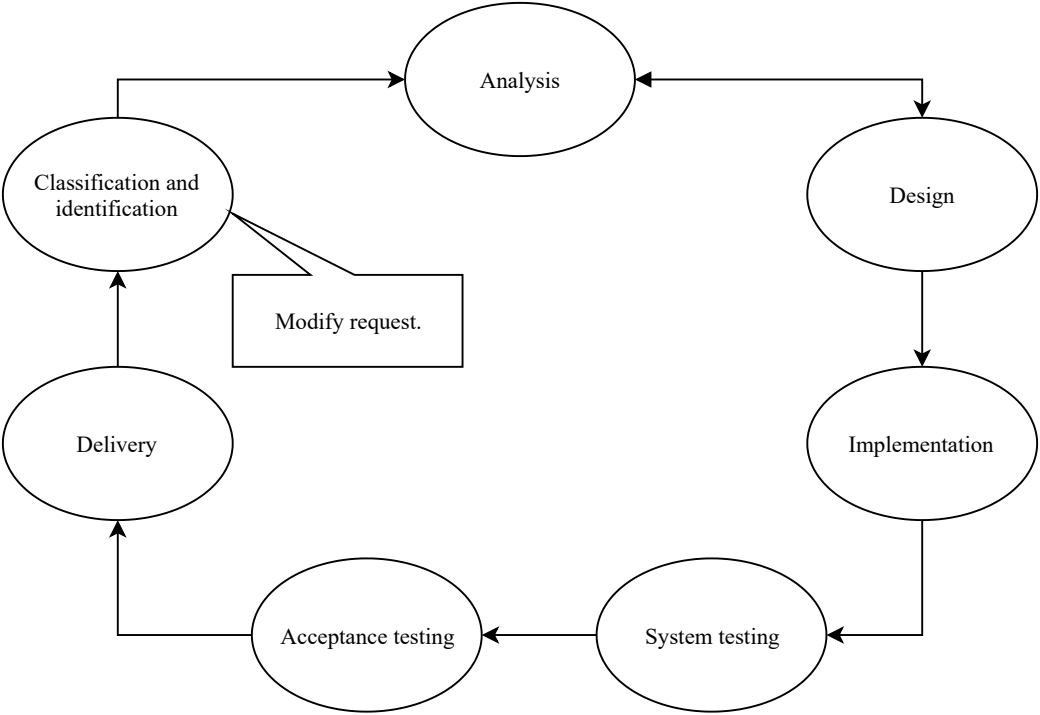 Analysis
Classification and
identification
Design
Modify request.
Delivery
Implementation
Acceptance testing
System testing